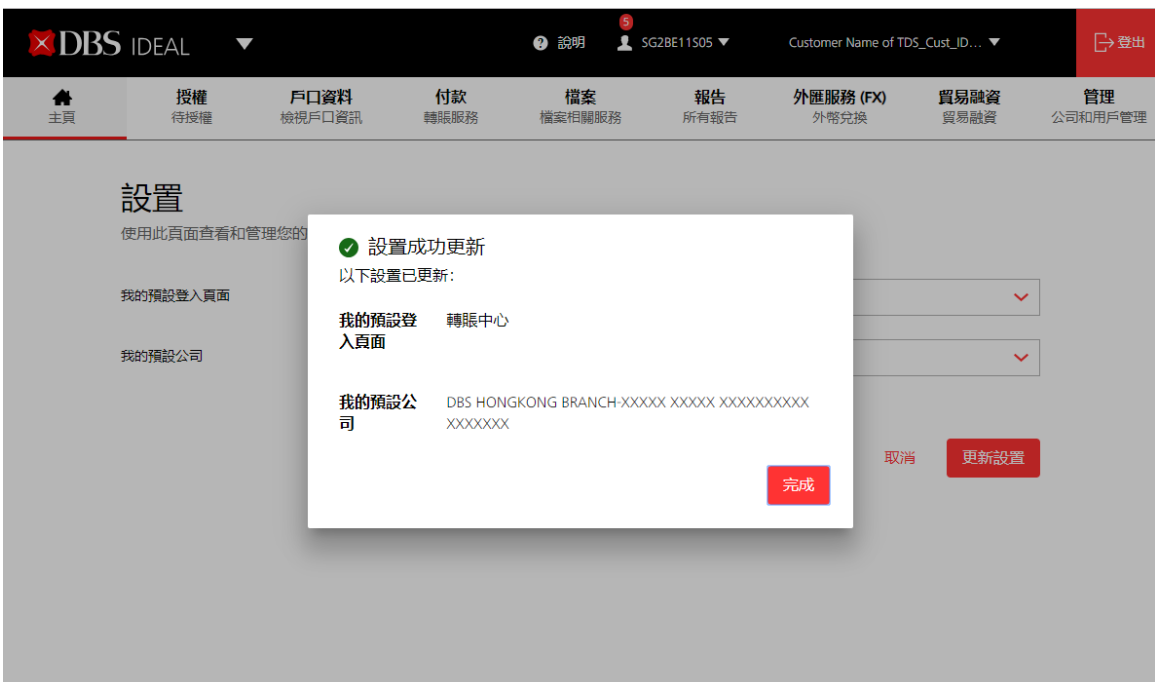 DBS IDEAL
5
說明
SG2BE11S05
Customer Name of TDS_Cust_ID...
登出
主頁
授權
待授權
戶口資料
檢視戶口資訊
付款
轉賬服務
檔案
檔案相關服務
報告
所有報告
外匯服務 (FX)
外幣兌換
貿易融資
貿易融資
管理
公司和用戶管理
設置
使用此頁面查看和管理您的
我的預設登入頁面
我的預設公司
取消
更新設置
設置成功更新
以下設置已更新:
我的預設登
入頁面
轉賬中心
我的預設公
司
DBS HONGKONG BRANCH-XXXXX XXXXX XXXXXXXXXX
XXXXXXX
完成